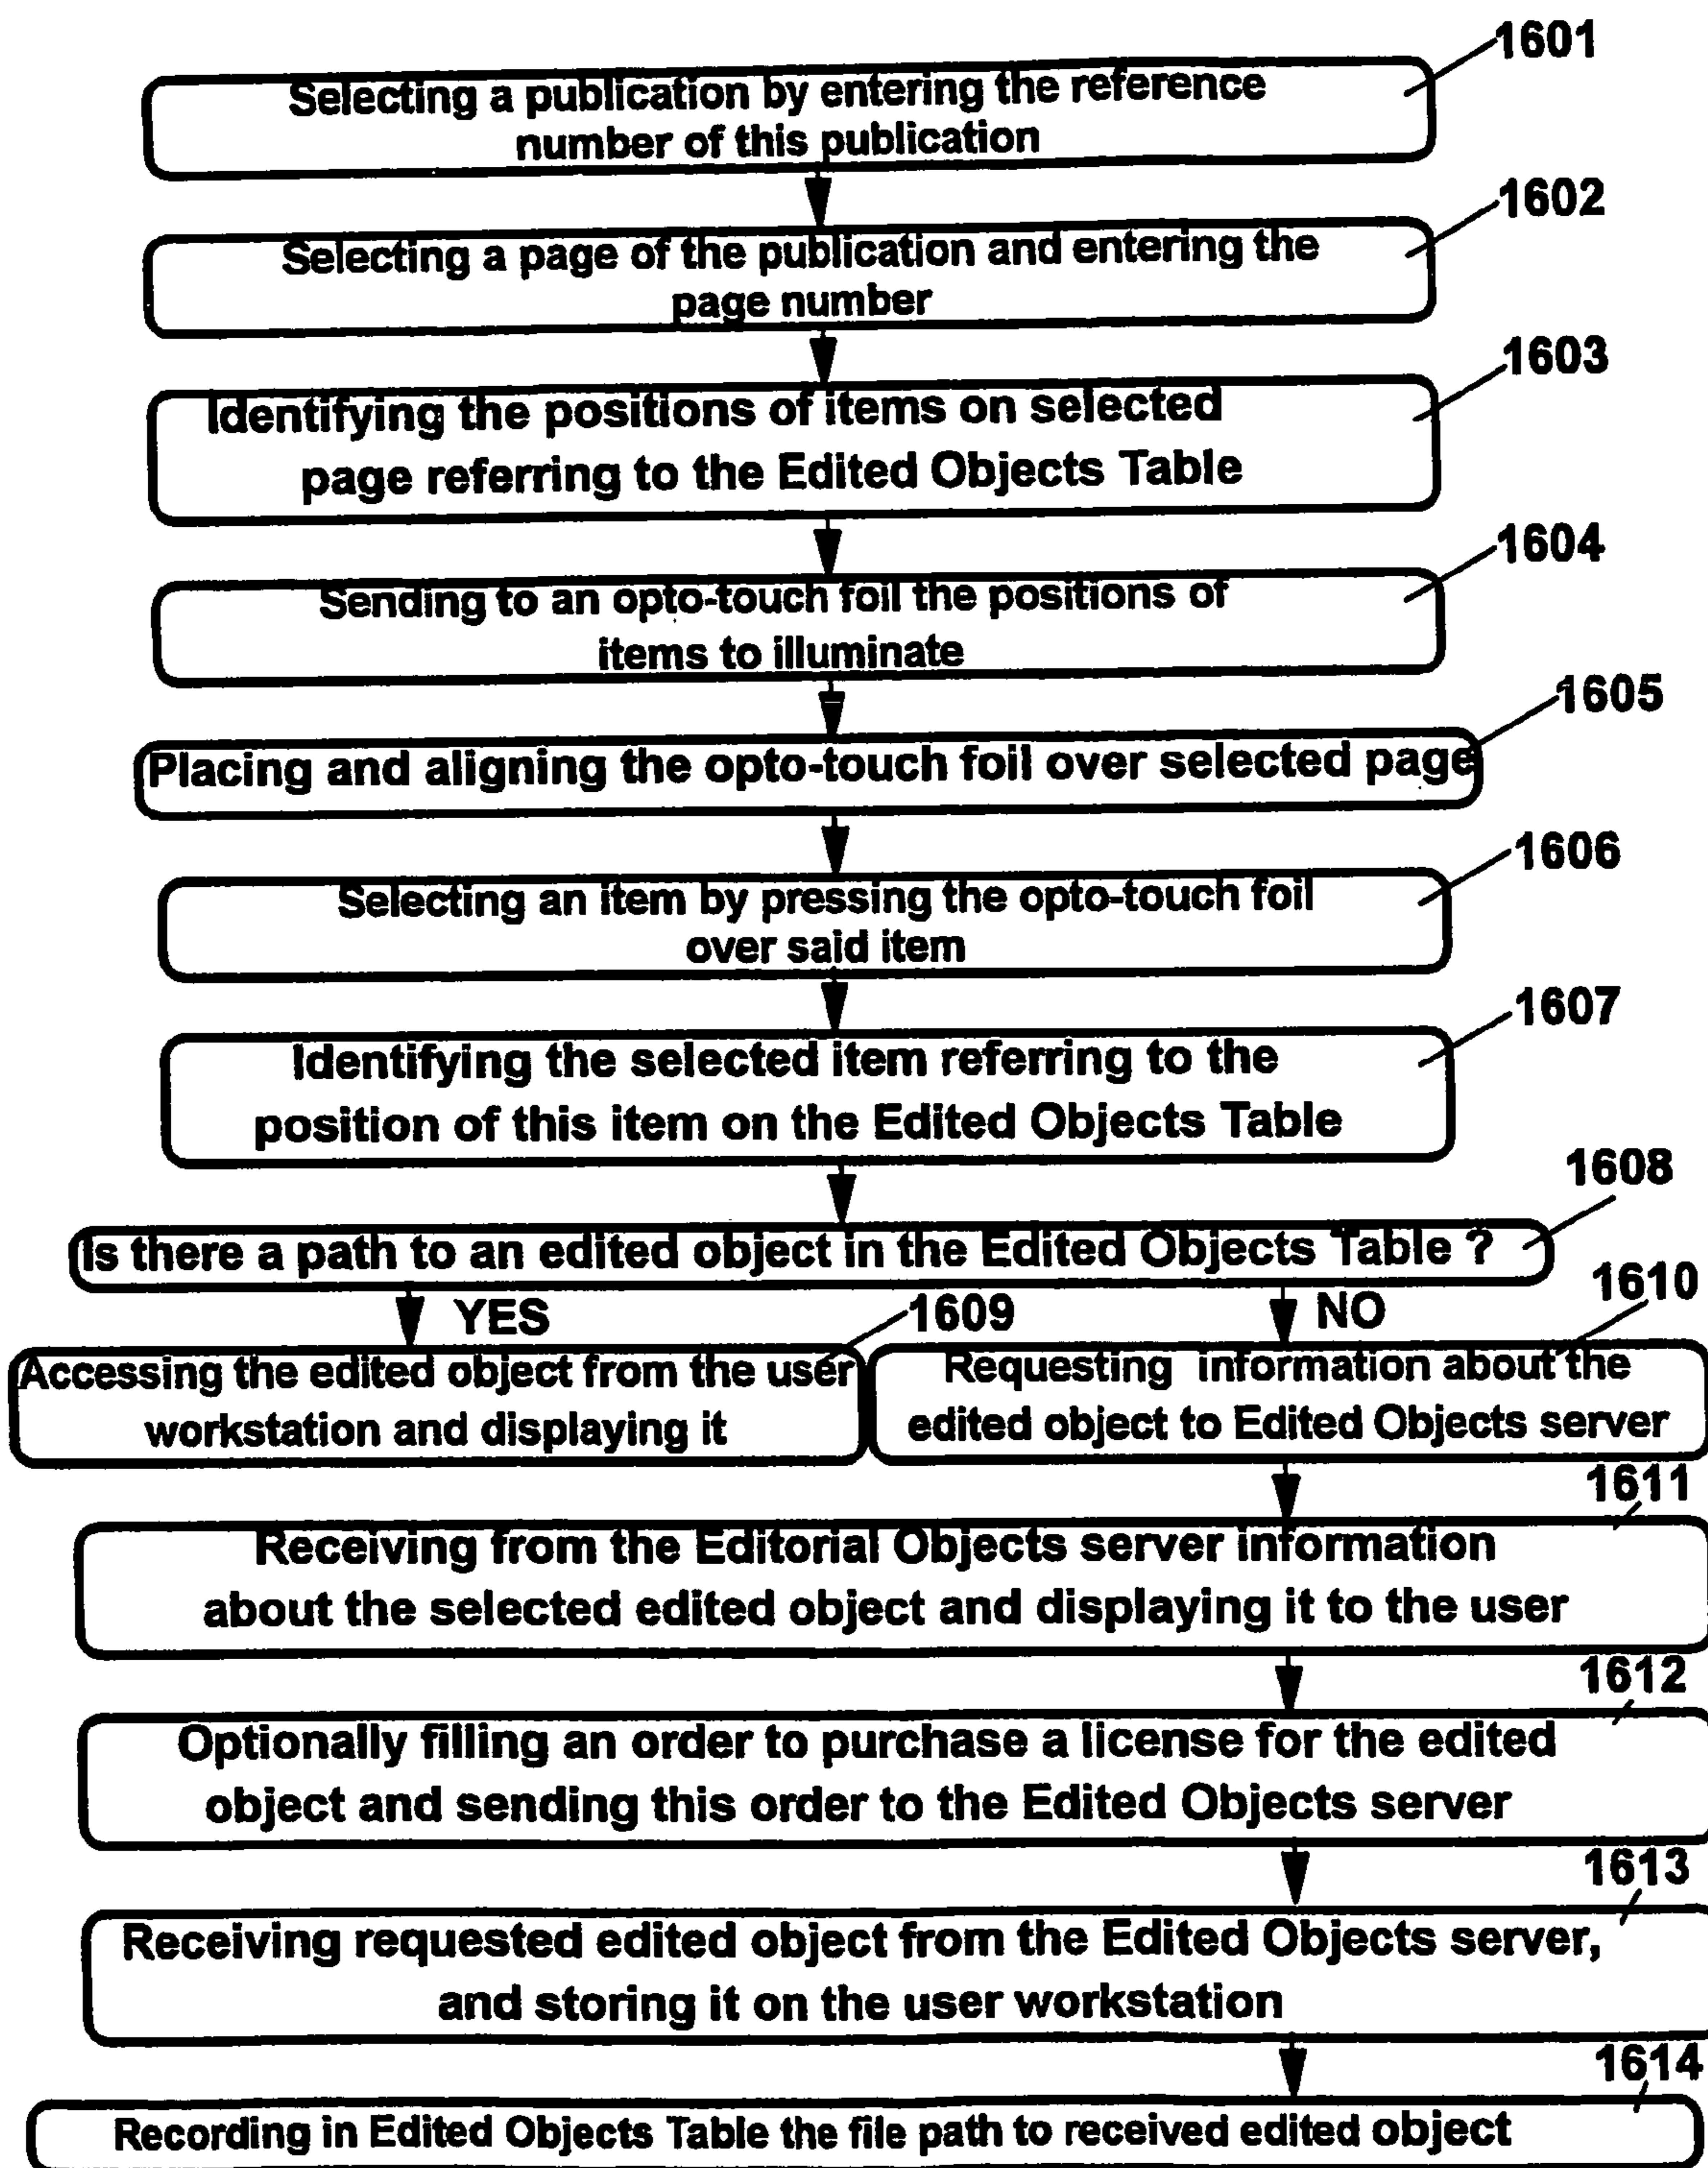 1601
Selecting a publication by entering the reference
number of this publication
1602
Selecting a page of the publication and entering the
page number
1603
Identifying the positions of items on selected
page referring to the Edited Objects Table
1604
Sending to an opto-touch foil the positions of
items to illuminate
1605
Placing and aligning the opto-touch foil over selected page
1606
Selecting an item by pressing the opto-touch foil
over said item
1607
Identifying the selected item referring to the
position of this item on the Edited Objects Table
1608
Is there a path to an edited object in the Edited Objects Table ?
YES
NO
1609
1610
Accessing the edited object from the user
workstation and displaying it
Requesting information about the
edited object to Edited Objects server
1611
Receiving from the Editorial Objects server information
about the selected edited object and displaying it to the user
1612
Optionally filling an order to purchase a license for the edited
object and sending this order to the Edited Objects server
1613
Receiving requested edited object from the Edited Objects server,
and storing it on the user workstation
1614
Recording in Edited Objects Table the file path to received edited object